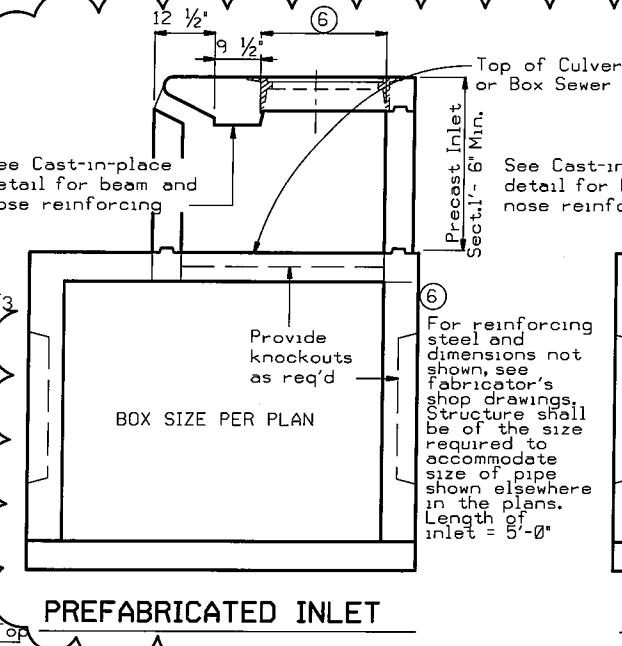 12 ½"
9 ½"
6
Top of Culver
or Box Sewer
Precast Inlet
Sect.1'- 6" Min.
ee Cast-in-place
etail for beam and
ose reinforcing
See Cast-in
detail for
nose reinfo
6
3
Provide
knockouts
as req'd
For reinforcing
steel and
dimensions not
shown, see
fabricator's
shop drawings.
Structure shall
be of the size
required to
accommodate
size of pipe
shown elsewhere
in the plans.
Length of
inlet = 5'-0"
BOX SIZE PER PLAN
PREFABRICATED INLET
op